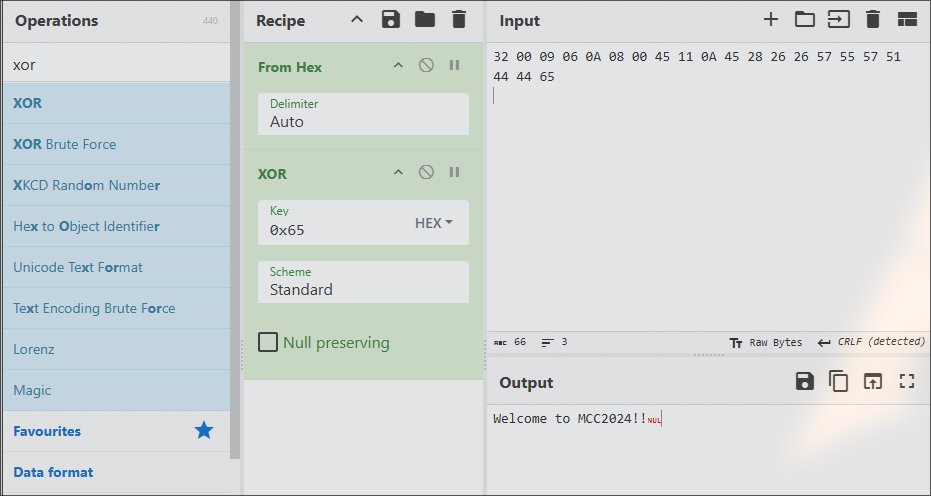 Operations 440
xor
XOR
XOR Brute Force
XKCD Random Number
Hex to Object Identifier
Unicode Text Format
Text Encoding Brute Force
Lorenz
Magic
Favourites
Data format
Recipe
From Hex
Delimiter
Auto
XOR
Key
0x65
HEX
Scheme
Standard
Null preserving
Input
32 00 09 06 0A 08 00 45 11 0A 45 28 26 26 57 55 57 51
44 44 65
ABC 66 3 Tт Raw Bytes CRLF (detected)
Output
Welcome to MCC2024!!NUL